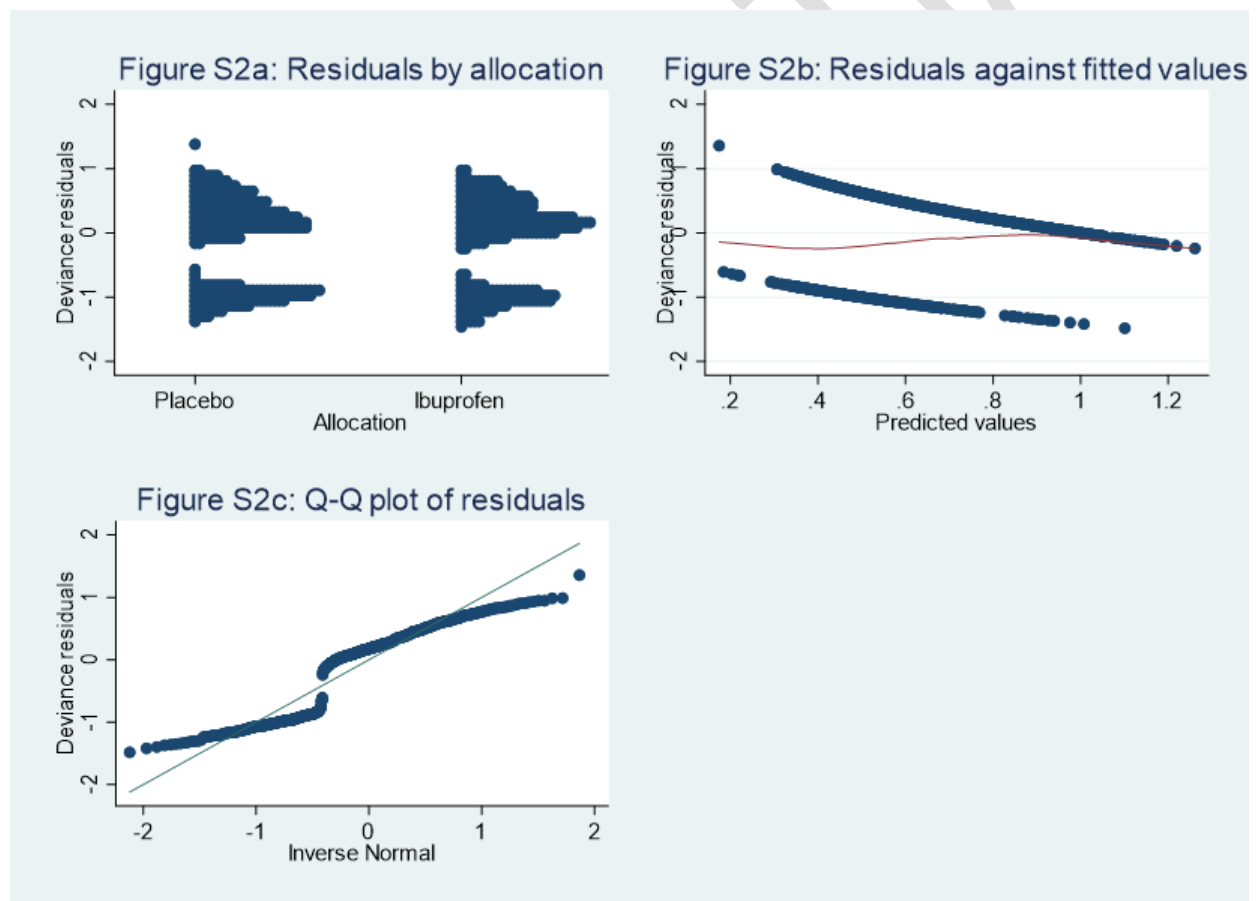 Figure S2a: Residuals by allocation
Deviance residuals
2
1
0
-1
-2
Placebo
Ibuprofen
Allocation
Figure S2b: Residuals against fitted values
Deviance residuals
2
1
0
-1
-2
.2
.4
.6
.8
1
1.2
Predicted values
Figure S2c: Q-Q plot of residuals
Deviance residuals
2
1
0
-1
-2
-2
-1
0
1
2
Inverse Normal